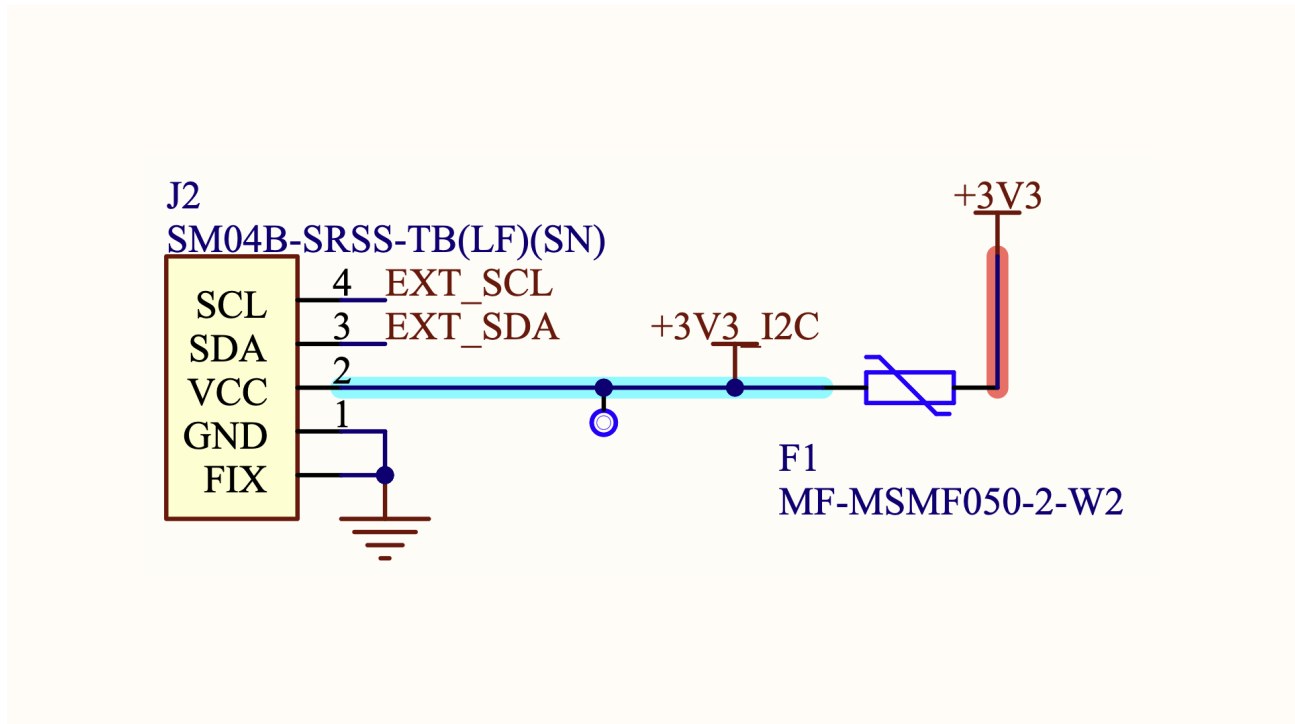 J2
SM04B-SRSS-TB(LF)(SN)
+3V3
SCL
4
EXT_SCL
SDA
3
EXT_SDA
+3V3_I2C
VCC
2
GND
1
FIX
F1
MF-MSMF050-2-W2